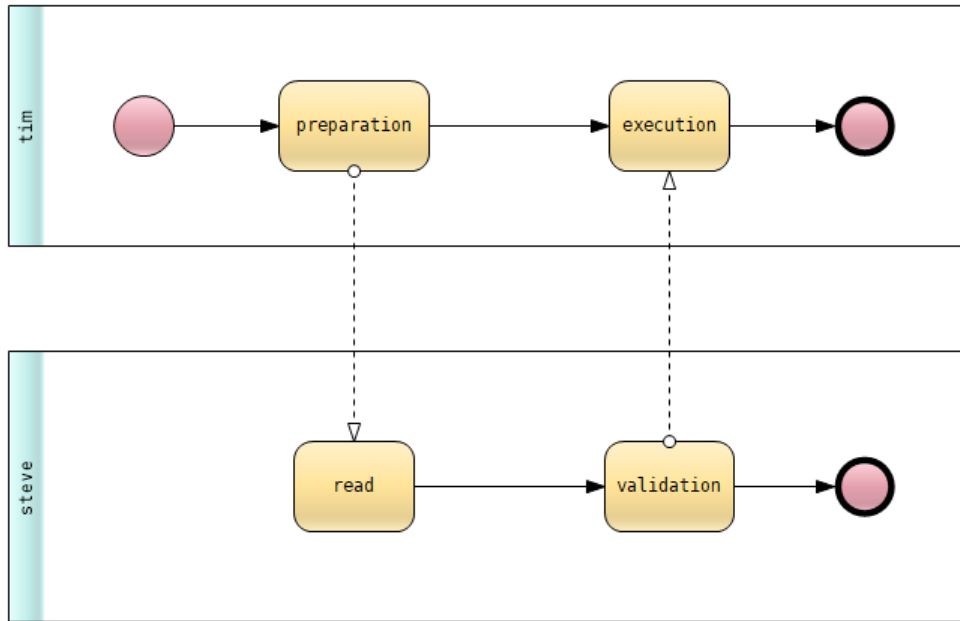 tim
preparation
execution
steve
read
validation